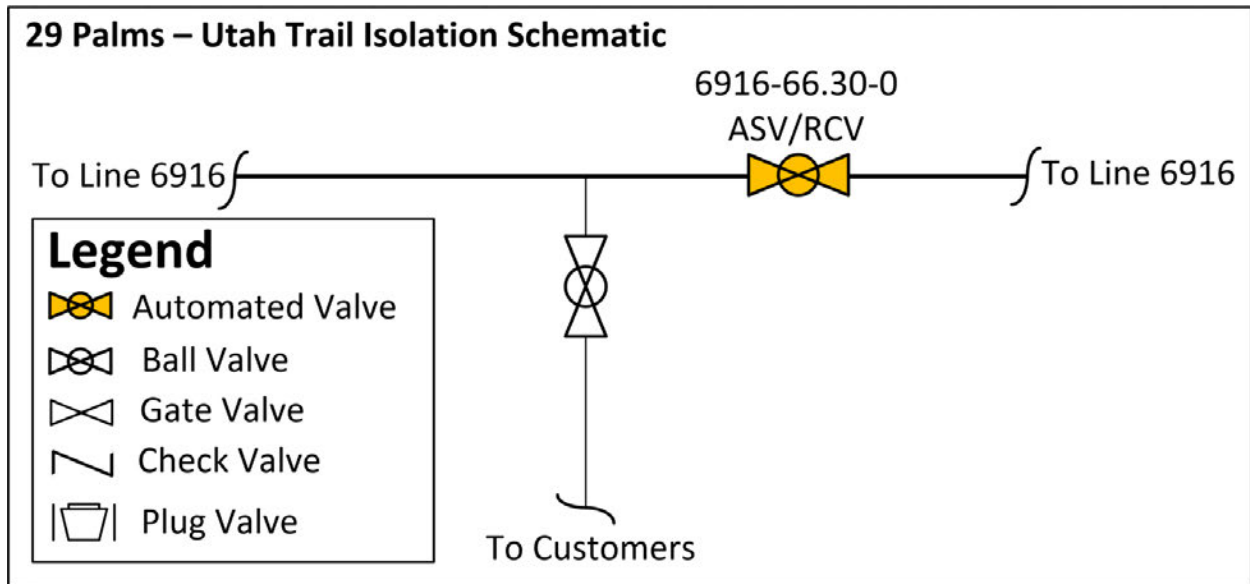 29 Palms – Utah Trail Isolation Schematic
6916-66.30-0
ASV/RCV
To Line 6916
To Line 6916
Legend
Automated Valve
Ball Valve
Gate Valve
Check Valve
Plug Valve
To Customers